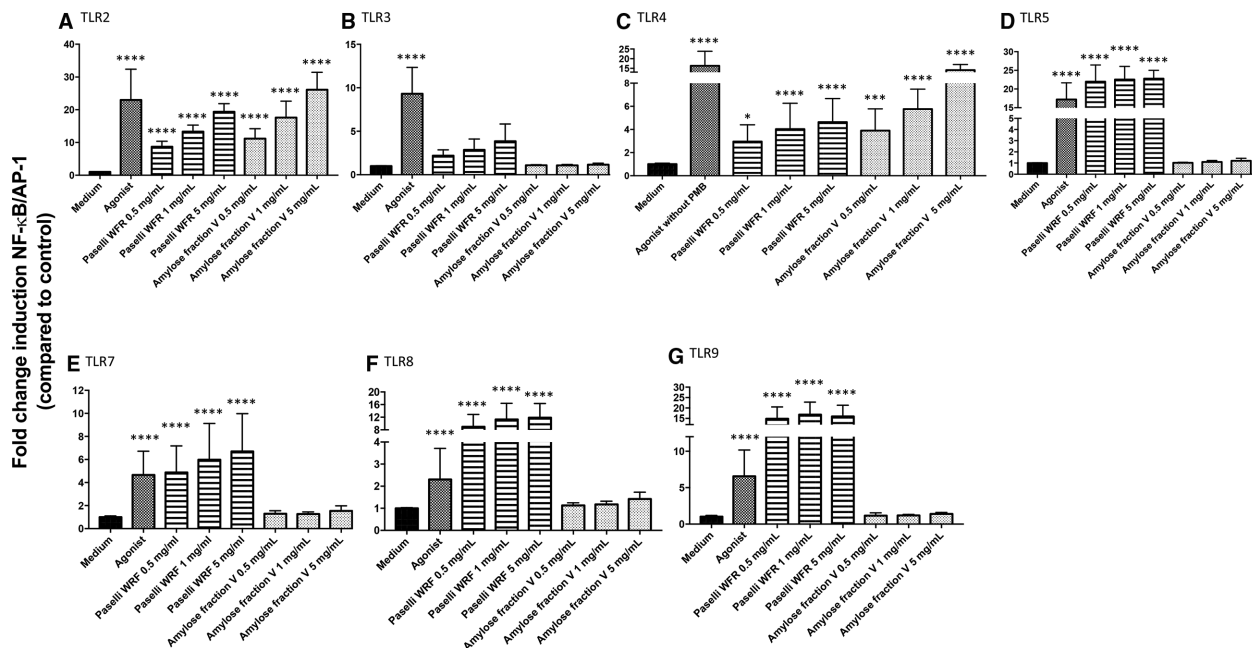 Fold change induction NF-κB/AP-1
(compared to control)
A TLR2
40
30
20
10
0
**** **** **** **** **** **** ****
Medium
Agonist
Paselli WFR 0.5 mg/mL
Paselli WFR 1 mg/mL
Paselli WFR 5 mg/mL
Amylose fraction V 0.5 mg/mL
Amylose fraction V 1 mg/mL
Amylose fraction V 5 mg/mL
B TLR3
15
10
5
0
****
Medium
Agonist
Paselli WFR 0.5 mg/mL
Paselli WFR 1 mg/mL
Paselli WFR 5 mg/mL
Amylose fraction V 0.5 mg/mL
Amylose fraction V 1 mg/mL
Amylose fraction V 5 mg/mL
C TLR4
25
20
15
8
6
4
2
0
**** * **** **** *** **** ****
Medium
Agonist without PMB
Paselli WFR 0.5 mg/mL
Paselli WFR 1 mg/mL
Paselli WFR 5 mg/mL
Amylose fraction V 0.5 mg/mL
Amylose fraction V 1 mg/mL
Amylose fraction V 5 mg/mL
D TLR5
30
25
20
15
5
4
3
2
1
0
**** **** **** ****
Medium
Agonist
Paselli WRF 0.5 mg/mL
Paselli WRF 1 mg/mL
Paselli WRF 5 mg/mL
Amylose fraction V 0.5 mg/mL
Amylose fraction V 1 mg/mL
Amylose fraction V 5 mg/mL
E TLR7
12
10
8
6
4
2
0
**** **** **** ****
Medium
Agonist
Paselli WRF 0.5 mg/ml
Paselli WRF 1 mg/ml
Paselli WRF 5 mg/ml
Amylose fraction V 0.5 mg/mL
Amylose fraction V 1 mg/mL
Amylose fraction V 5 mg/mL
F TLR8
20
16
12
8
4
3
2
1
0
**** **** **** ****
Medium
Agonist
Paselli WRF 0.5 mg/mL
Paselli WRF 1 mg/mL
Paselli WRF 5 mg/mL
Amylose fraction V 0.5 mg/mL
Amylose fraction V 1 mg/mL
Amylose fraction V 5 mg/mL
G TLR9
30
25
20
15
10
5
0
**** **** **** ****
Medium
Agonist
Paselli WFR 0.5 mg/mL
Paselli WFR 1 mg/mL
Paselli WFR 5 mg/mL
Amylose fraction V 0.5 mg/mL
Amylose fraction V 1 mg/mL
Amylose fraction V 5 mg/mL